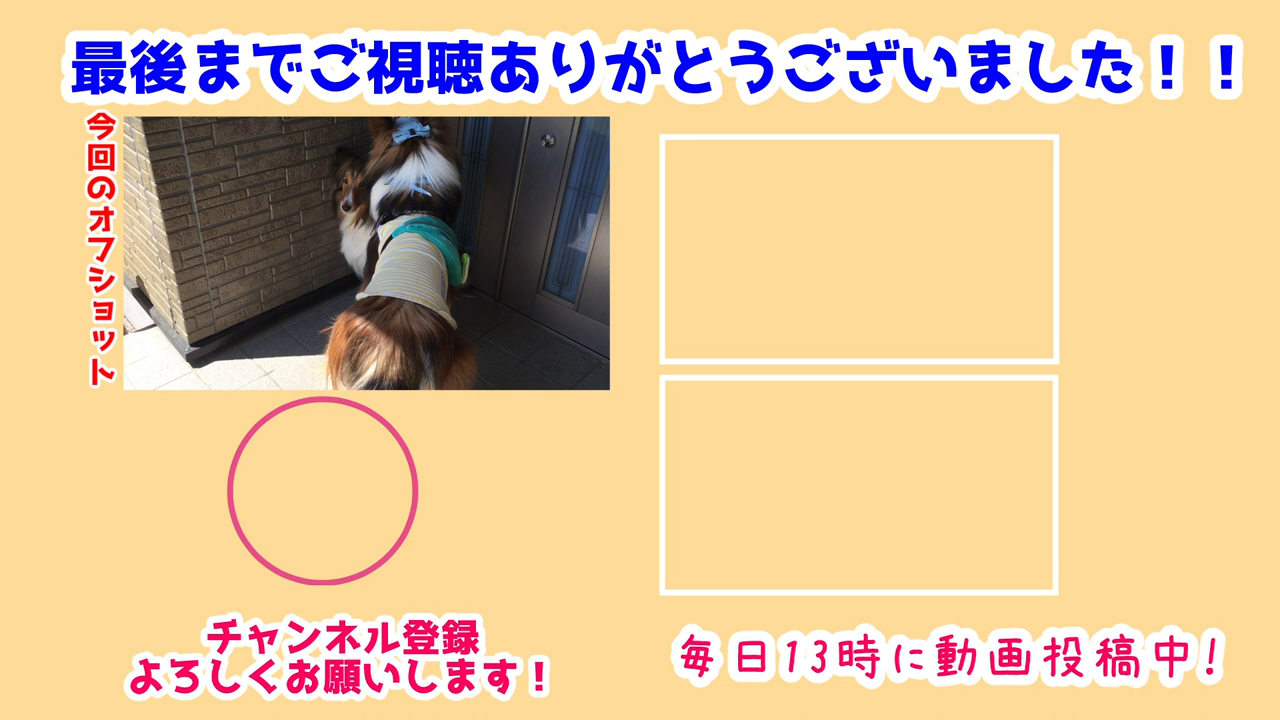 最後までご視聴ありがとうございました！！
今回のオフショット
チャンネル登録
よろしくお願いします！
毎日13時に動画投稿中！